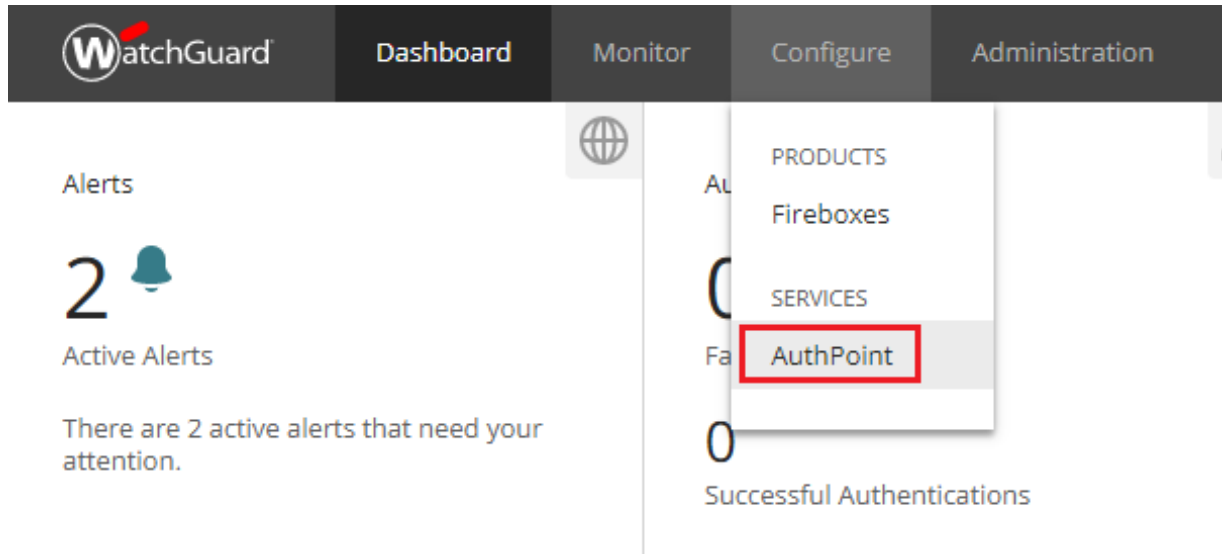 WatchGuard
Dashboard
Monitor
Configure
Administration
Alerts
2
Active Alerts
There are 2 active alerts that need your
attention.
PRODUCTS
Fireboxes
SERVICES
AuthPoint
0
Successful Authentications